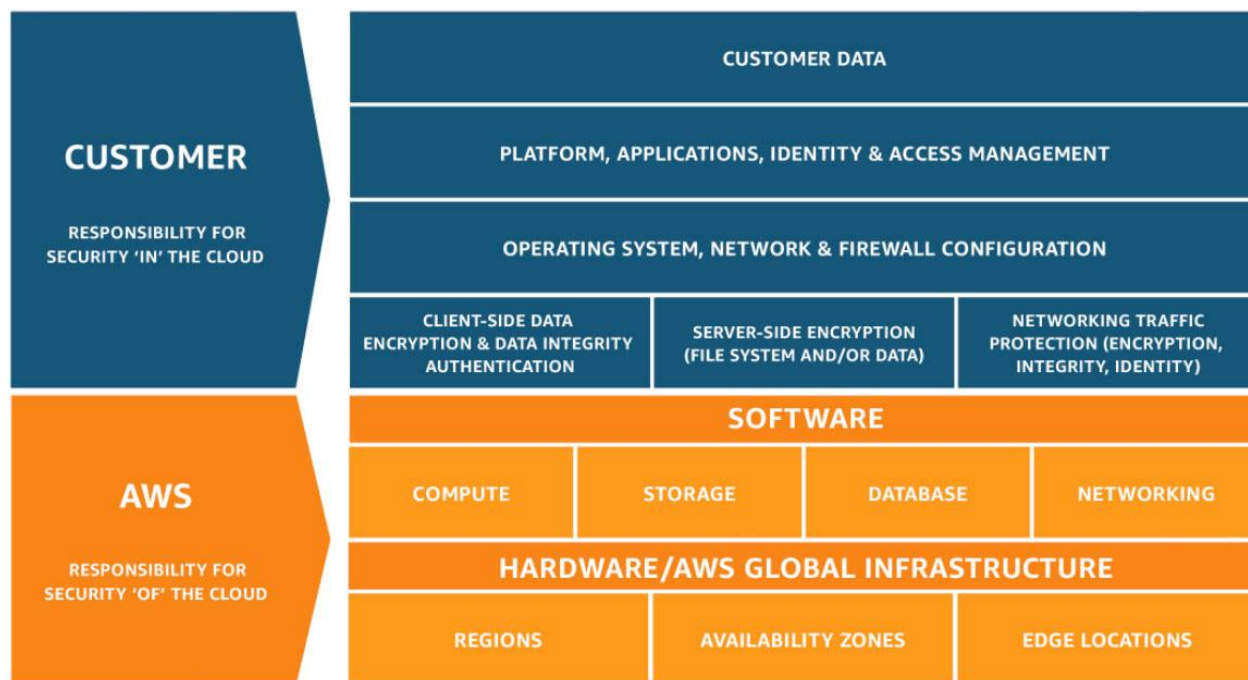 CUSTOMER
RESPONSIBILITY FOR
SECURITY ‘IN’ THE CLOUD
CUSTOMER DATA
PLATFORM, APPLICATIONS, IDENTITY & ACCESS MANAGEMENT
OPERATING SYSTEM, NETWORK & FIREWALL CONFIGURATION
CLIENT-SIDE DATA
ENCRYPTION & DATA INTEGRITY
AUTHENTICATION
SERVER-SIDE ENCRYPTION
(FILE SYSTEM AND/OR DATA)
NETWORKING TRAFFIC
PROTECTION (ENCRYPTION,
INTEGRITY, IDENTITY)
AWS
RESPONSIBILITY FOR
SECURITY ‘OF’ THE CLOUD
SOFTWARE
COMPUTE
STORAGE
DATABASE
NETWORKING
HARDWARE/AWS GLOBAL INFRASTRUCTURE
REGIONS
AVAILABILITY ZONES
EDGE LOCATIONS